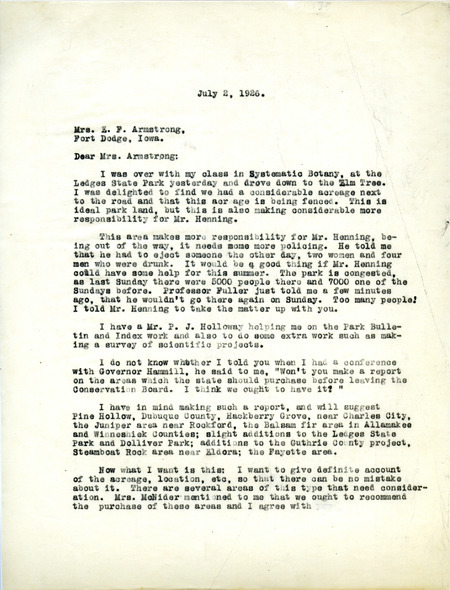 July 2, 1926.
Mrs. E. F. Armstrong,
Fort Dodge, Iowa.
Dear Mrs. Armstrong:
I was over with my class in Systematic Botany, at the
Ledges State Park yesterday and drove down to the Elm Tree.
I was delighted to find we had a considerable acreage next
to the road and that this acr age is being fenced. This is
ideal park land, but this is also making considerable more
responsibility for Mr. Henning.
This area makes more responsibility for Mr. Henning, be-
ing out of the way, it needs some more policing. He told me
that he had to eject someone the other day, two women and four
men who were drunk. It would be a good thing if Mr. Henning
could have some help for this summer. The park is congested,
as last Sunday there were 5000 people there and 7000 one of the
Sundays before. Professor Fuller just told me a few minutes
ago, that he wouldn't go there again on Sunday. Too many people!
I told Mr. Henning to take the matter up with you.
I have a Mr. P. J. Holloway helping me on the Park Bulle-
tin and Index work and also to do some extra work such as mak-
ing a survey of scientific projects.
I do not know whether I told you when I had a conference
with Governor Hammill, he said to me, "Won't you make a report
on the areas which the state should purchase before leaving the
Conservation Board. I think we ought to have it? "
I have in mind making such a report, and will suggest
Pine Hollow, Dubuque County, Hackberry Grove, near Charles City,
the Juniper area near Rockford, the Balsam fir area in Allamakee
and Winneshiek Counties; slight additions to the Ledges State
Park and Dolliver Park; additions to the Guthrie County project,
Steamboat Rock area near Eldora; the Fayette area.
Now what I want is this: I want to give definite account
of the acreage, location, etc, so that there can be no mistake
about it. There are several areas of this type that need consider-
ation. Mrs. McNider mentioned to me that we ought to recommend
the purchase of these areas and I agree with